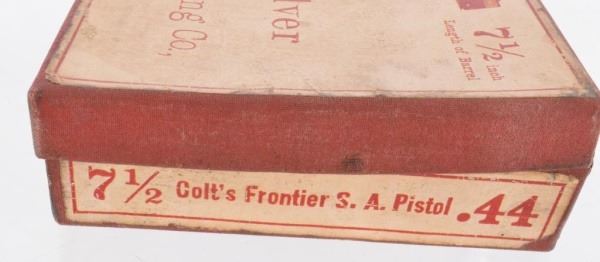 lver
ng Co.,
7½ inch
Length of Barrel
7½ Colt's Frontier S. A. Pistol .44